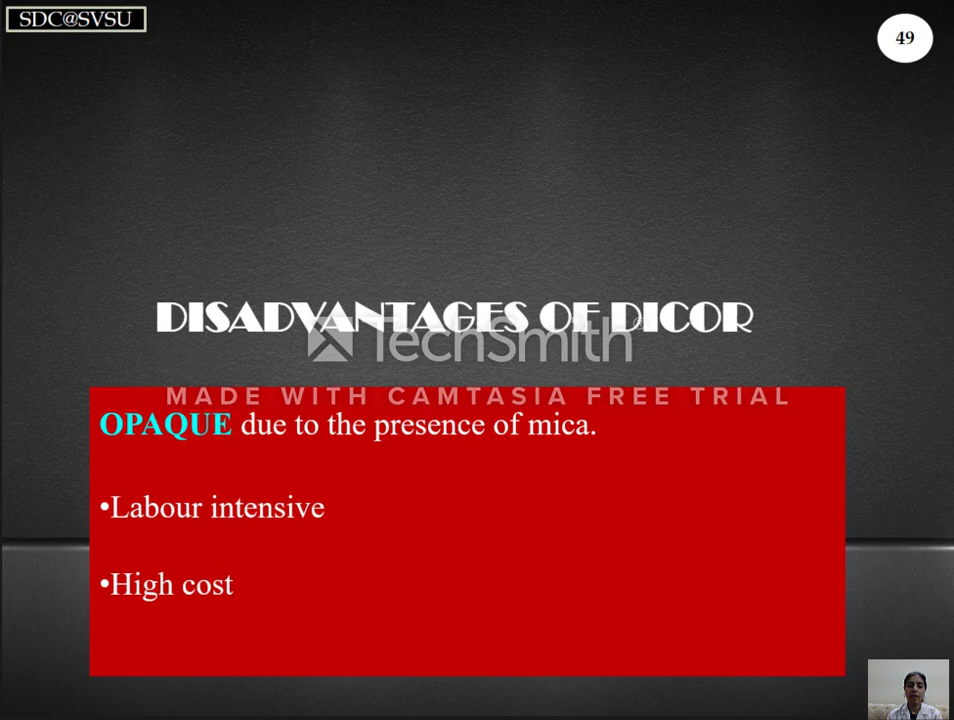 SDC@SVSU
49
DISADVANTAGES OF DICOR
TechSmith®
MADE WITH CAMTASIA FREE TRIAL
OPAQUE due to the presence of mica.
•Labour intensive
•High cost